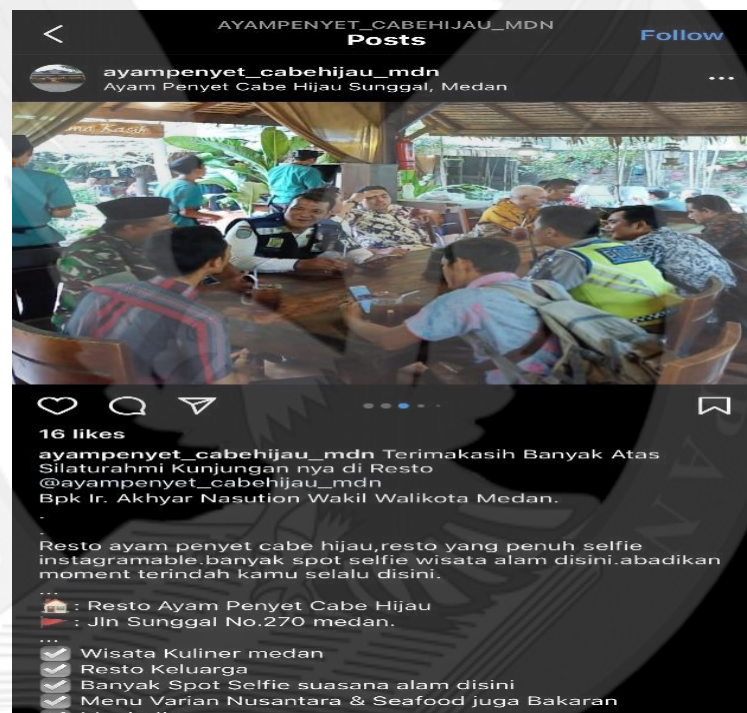 AYAMPENYET_CABEHIJAU_MDN
Posts
Follow
ayampenyet_cabehijau_mdn
Ayam Penyet Cabe Hijau Sunggal, Medan
Kasih
16 likes
ayampenyet_cabehijau_mdn Terimakasih Banyak Atas
Silaturahmi Kunjungan nya di Resto
@ayampenyet_cabehijau_mdn
Bpk Ir. Akhyar Nasution Wakil Walikota Medan.
.
.
Resto ayam penyet cabe hijau,resto yang penuh selfie
instagramable.banyak spot selfie wisata alam disini.abadikan
moment terindah kamu selalu disini.
...
: Resto Ayam Penyet Cabe Hijau
: Jln Sunggal No.270 medan.
...
Wisata Kuliner medan
Resto Keluarga
Banyak Spot Selfie suasana alam disini
Menu Varian Nusantara & Seafood juga Bakaran